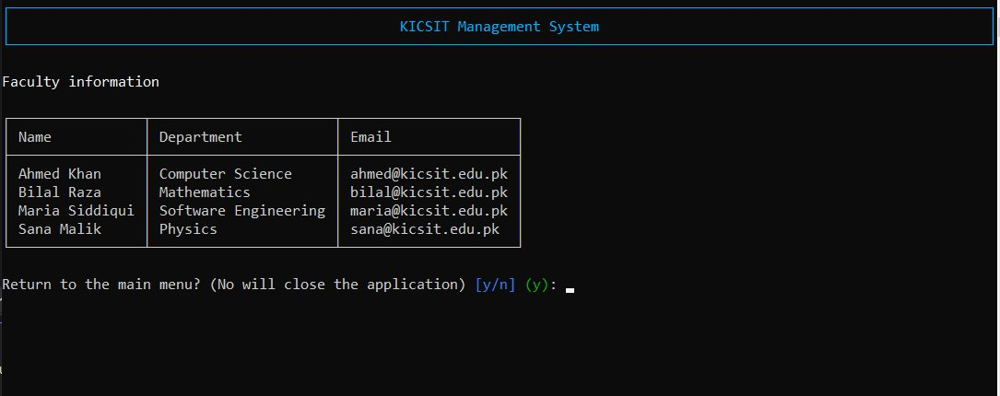 KICSIT Management System
Faculty information
Name Department Email
Ahmed Khan Computer Science ahmed@kicsit.edu.pk
Bilal Raza Mathematics bilal@kicsit.edu.pk
Maria Siddiqui Software Engineering maria@kicsit.edu.pk
Sana Malik Physics sana@kicsit.edu.pk
Return to the main menu? (No will close the application) [y/n] (y):